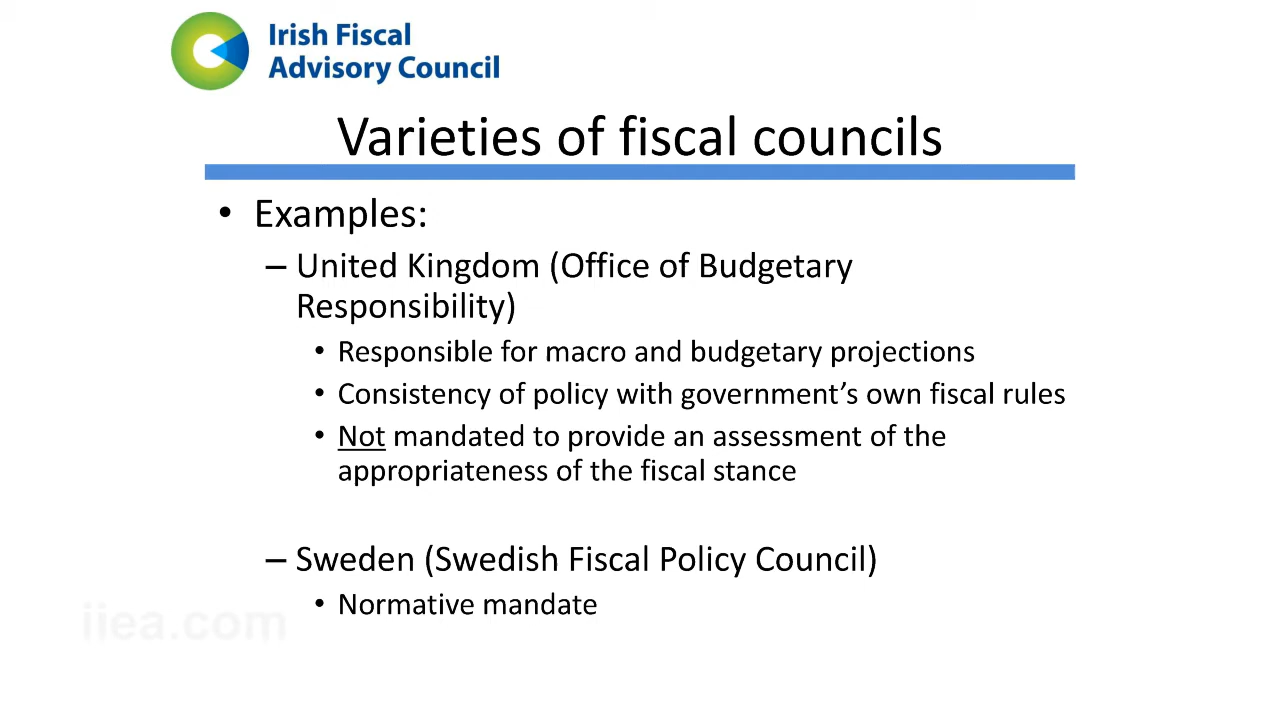 Irish Fiscal
Advisory Council
Varieties of fiscal councils
• Examples:
– United Kingdom (Office of Budgetary
Responsibility)
• Responsible for macro and budgetary projections
• Consistency of policy with government’s own fiscal rules
• Not mandated to provide an assessment of the
appropriateness of the fiscal stance
– Sweden (Swedish Fiscal Policy Council)
• Normative mandate
iiea.com